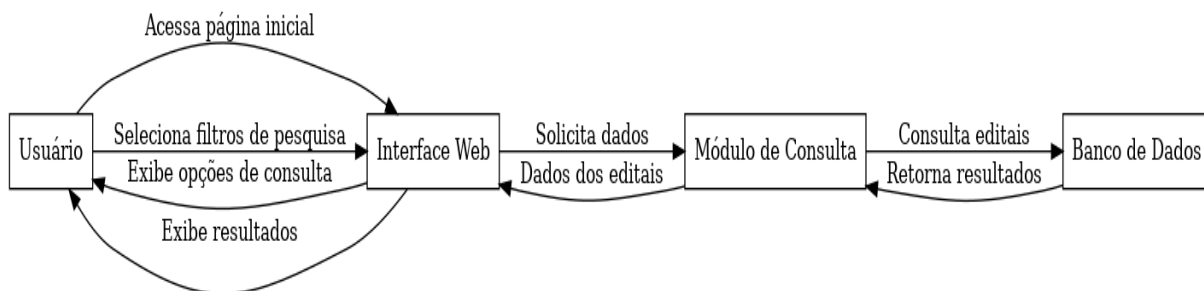 Acessa página inicial
Usuário
Seleciona filtros de pesquisa
Exibe opções de consulta
Exibe resultados
Interface Web
Solicita dados
Dados dos editais
Módulo de Consulta
Consulta editais
Retorna resultados
Banco de Dados